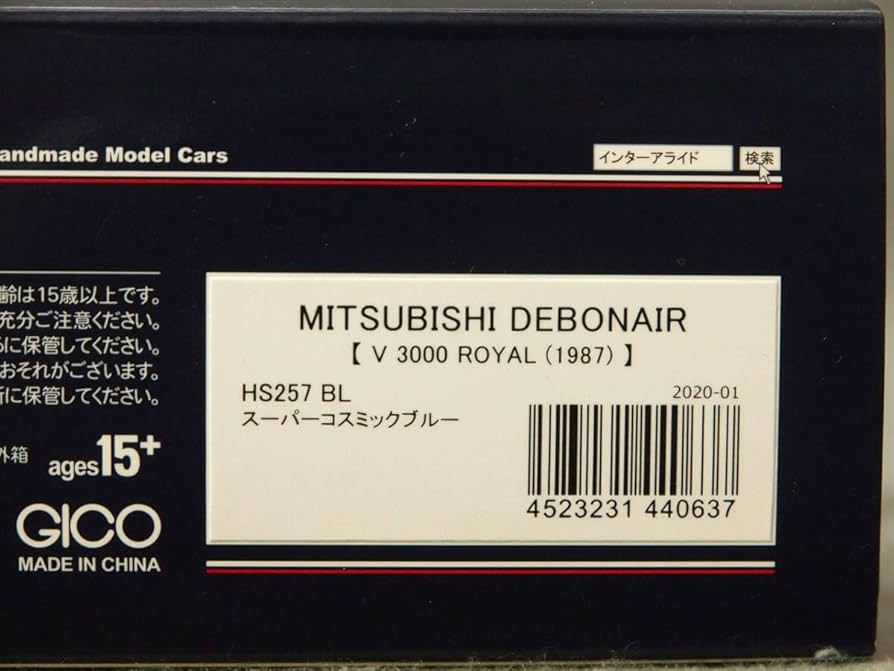 andmade Model Cars
インターアライド 検索
齢は15歳以上です。
充分ご注意ください。
に保管してください。
おそれがございます。
に保管してください。
外箱 ages15+
GICO
MADE IN CHINA
MITSUBISHI DEBONAIR
【 V 3000 ROYAL (1987) 】
HS257 BL
2020-01
スーパーコスミックブルー
4523231 440637